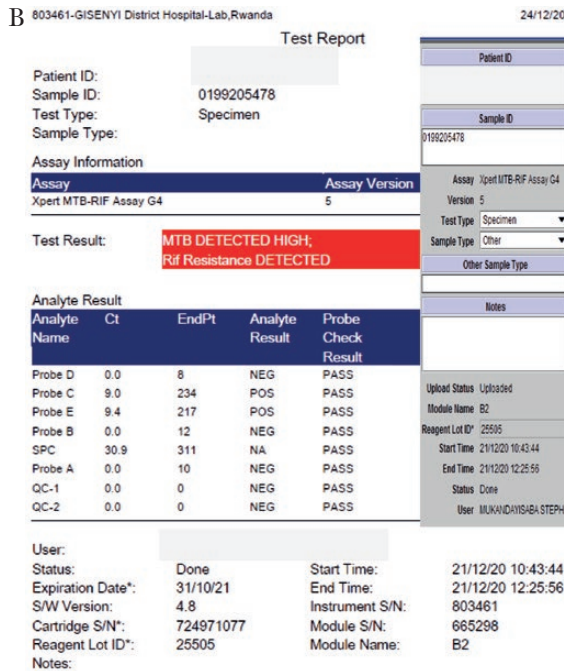 B 803461-GISENYI District Hospital-Lab,Rwanda 24/12/20
Test Report
Patient ID:
Sample ID: 0199205478
Test Type: Specimen
Sample Type:
Assay Information
Assay Assay Version
Xpert MTB-RIF Assay G4 5
Test Result: MTB DETECTED HIGH;
Rif Resistance DETECTED
Analyte Result
Analyte Ct EndPt Analyte Probe
Name Result Check
Result
Probe D 0.0 8 NEG PASS
Probe C 9.0 234 POS PASS
Probe E 9.4 217 POS PASS
Probe B 0.0 12 NEG PASS
SPC 30.9 311 NA PASS
Probe A 0.0 10 NEG PASS
QC-1 0.0 0 NEG PASS
QC-2 0.0 0 NEG PASS
Patient ID
Sample ID
0199205478
Assay Xpert MTB-RIF Assay G4
Version 5
Test Type Specimen
Sample Type Other
Other Sample Type
Notes
Upload Status Uploaded
Module Name B2
Reagent Lot ID* 25505
Start Time 21/12/20 10:43:44
End Time 21/12/20 12:25:56
Status Done
User MUKANDAYISABA STEPH
User:
Status: Done Start Time: 21/12/20 10:43:44
Expiration Date*: 31/10/21 End Time: 21/12/20 12:25:56
S/W Version: 4.8 Instrument S/N: 803461
Cartridge S/N*: 724971077 Module S/N: 665298
Reagent Lot ID*: 25505 Module Name: B2
Notes: